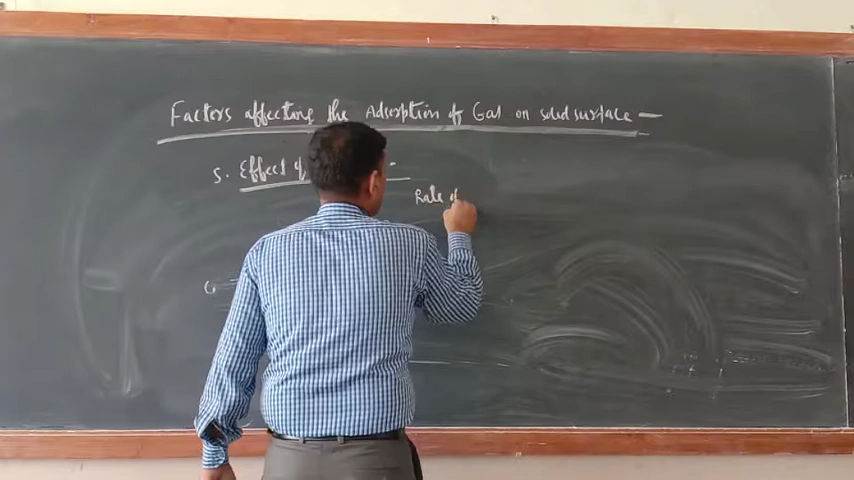 Factors affecting the Adsorption of Gas on solid surface —
5. Effect of
Rate of